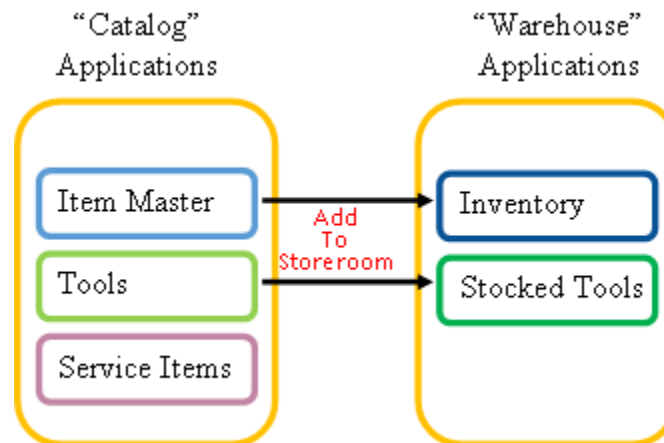 “Catalog”
Applications
“Warehouse”
Applications
Item Master
Tools
Service Items
Add
To
Storeroom
Inventory
Stocked Tools